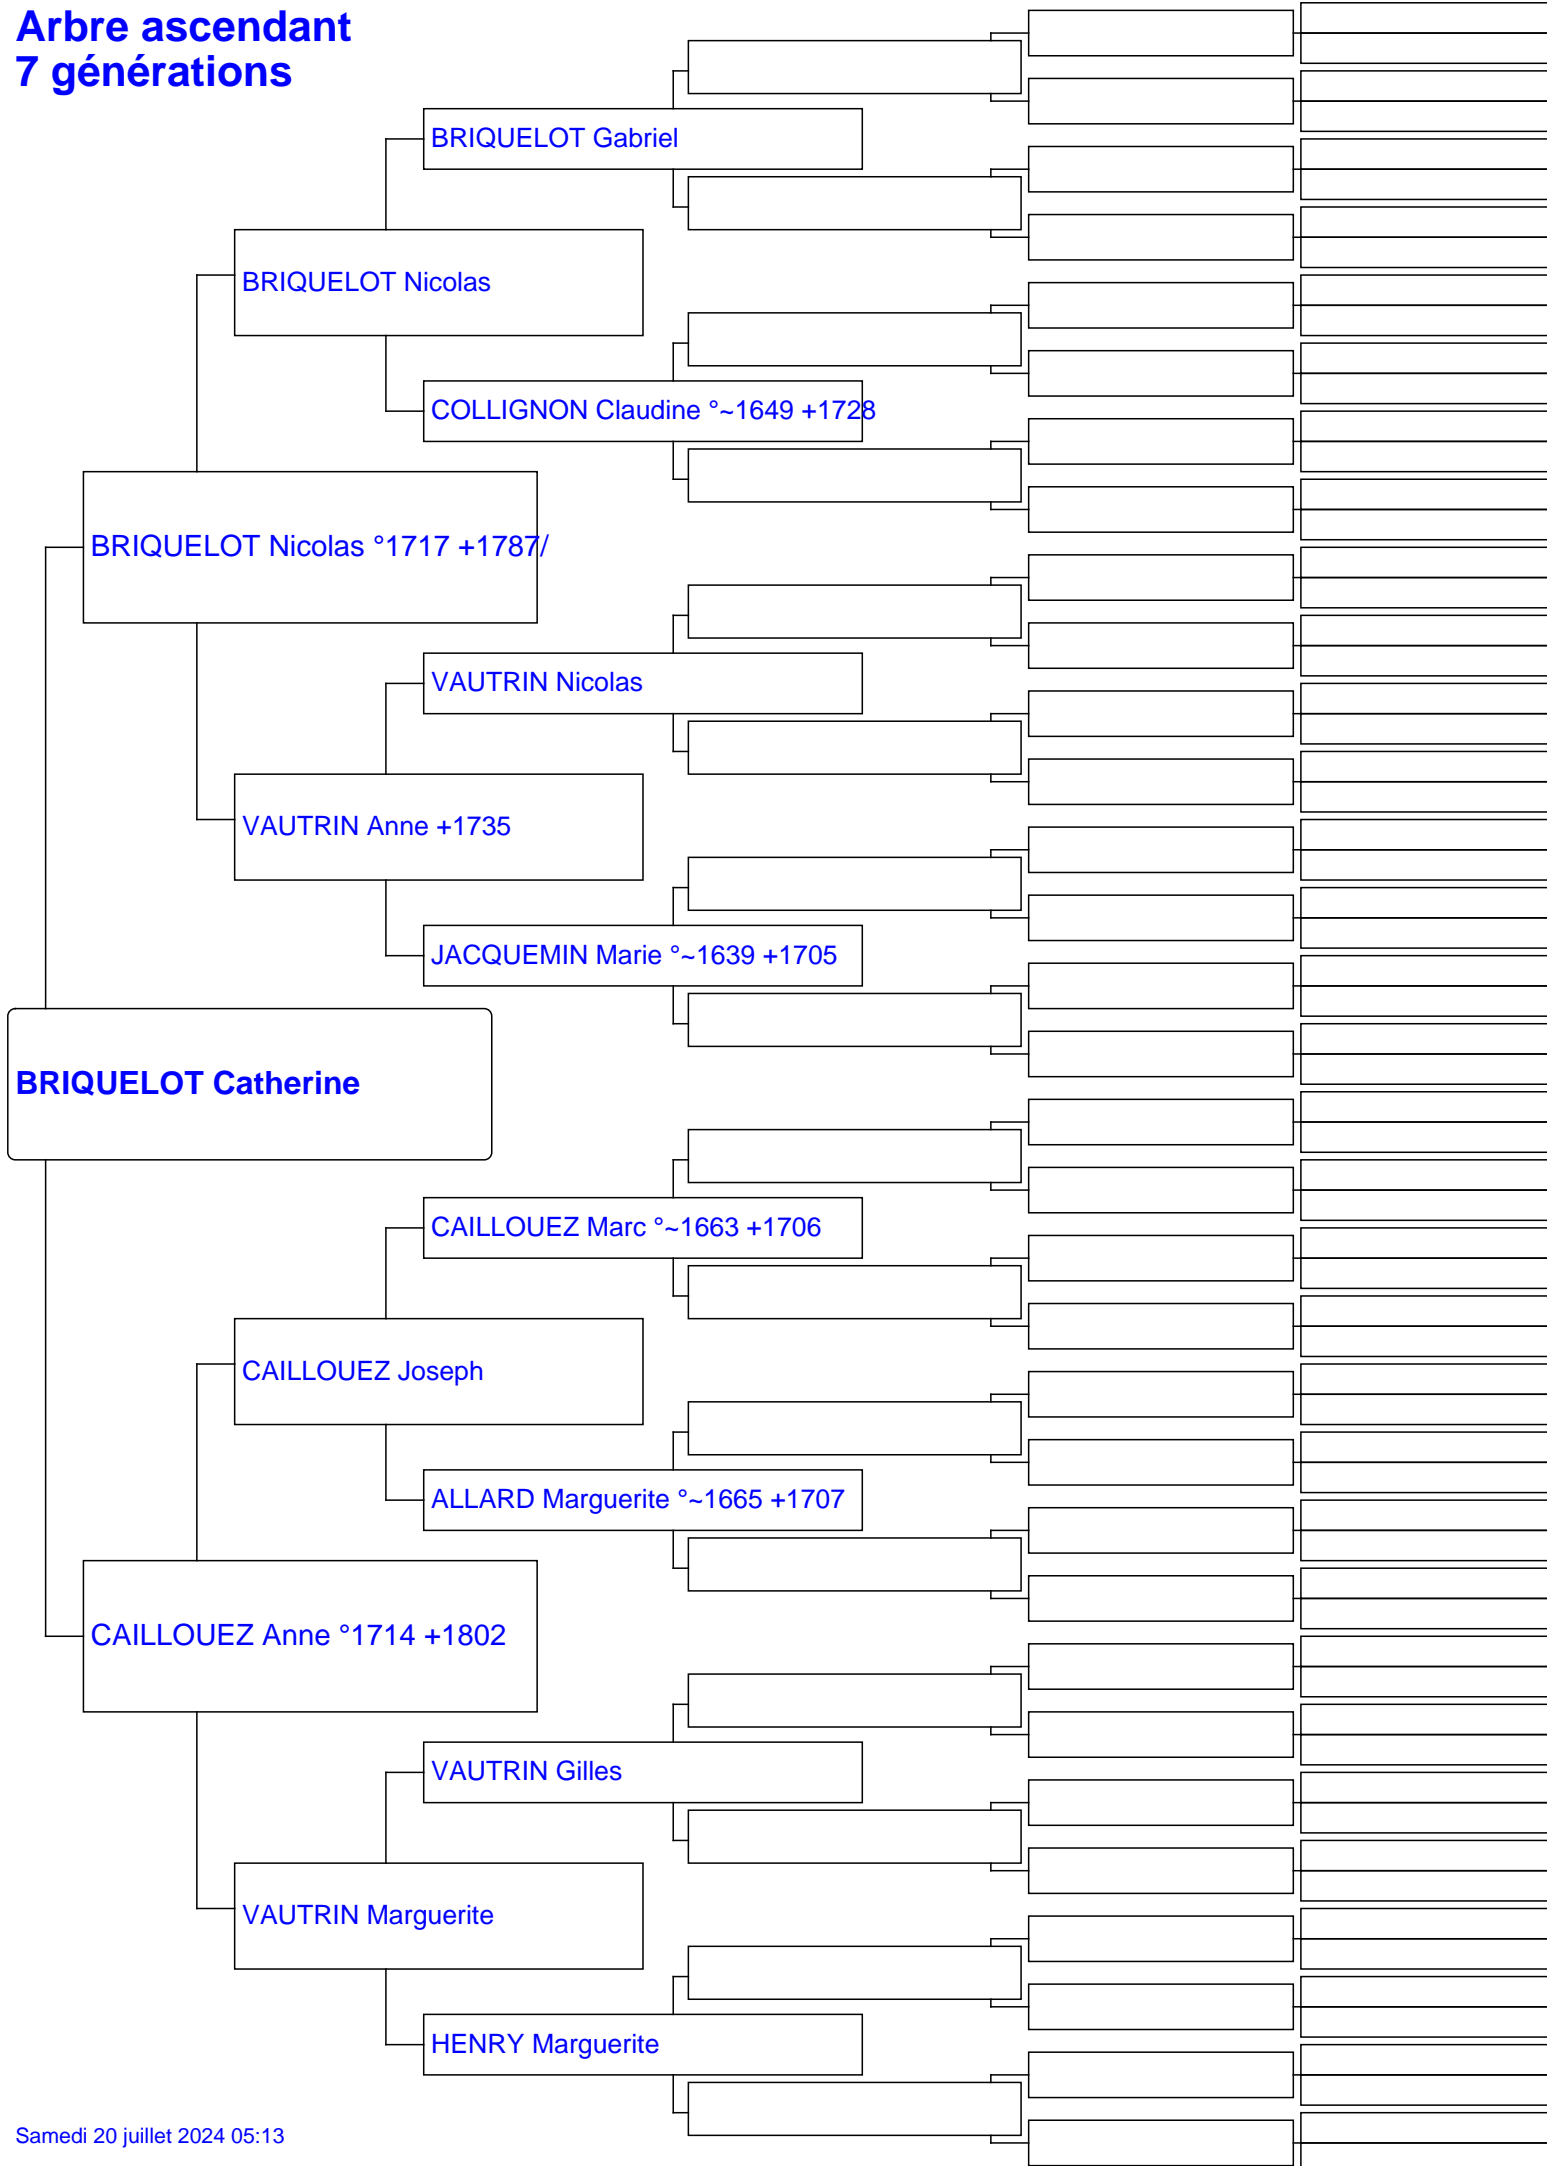 Arbre ascendant
7 générations
BRIQUELOT Gabriel
BRIQUELOT Nicolas
COLLIGNON Claudine °~1649 +1728
BRIQUELOT Nicolas °1717 +1787/
VAUTRIN Nicolas
VAUTRIN Anne +1735
JACQUEMIN Marie °~1639 +1705
BRIQUELOT Catherine
CAILLOUEZ Marc °~1663 +1706
CAILLOUEZ Joseph
ALLARD Marguerite °~1665 +1707
CAILLOUEZ Anne °1714 +1802
VAUTRIN Gilles
VAUTRIN Marguerite
HENRY Marguerite
Samedi 20 juillet 2024 05:13